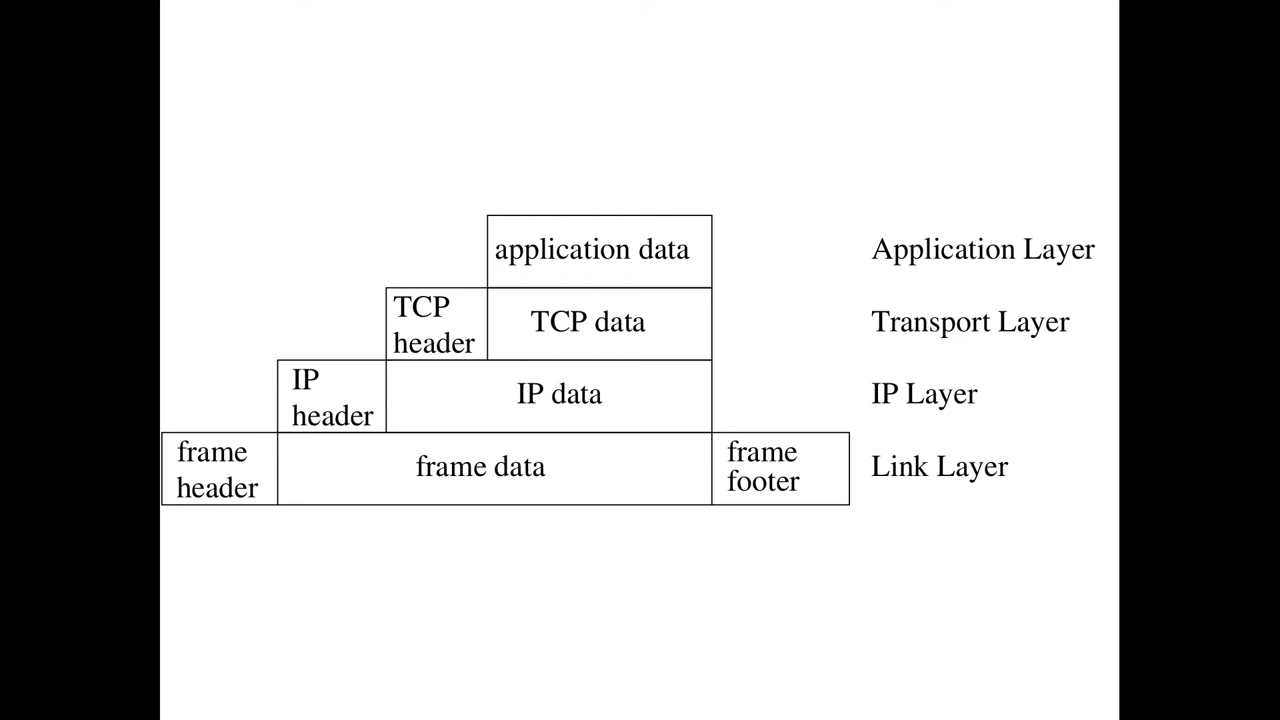 application data
Application Layer
TCP
header
TCP data
Transport Layer
IP
header
IP data
IP Layer
frame
header
frame data
frame
footer
Link Layer